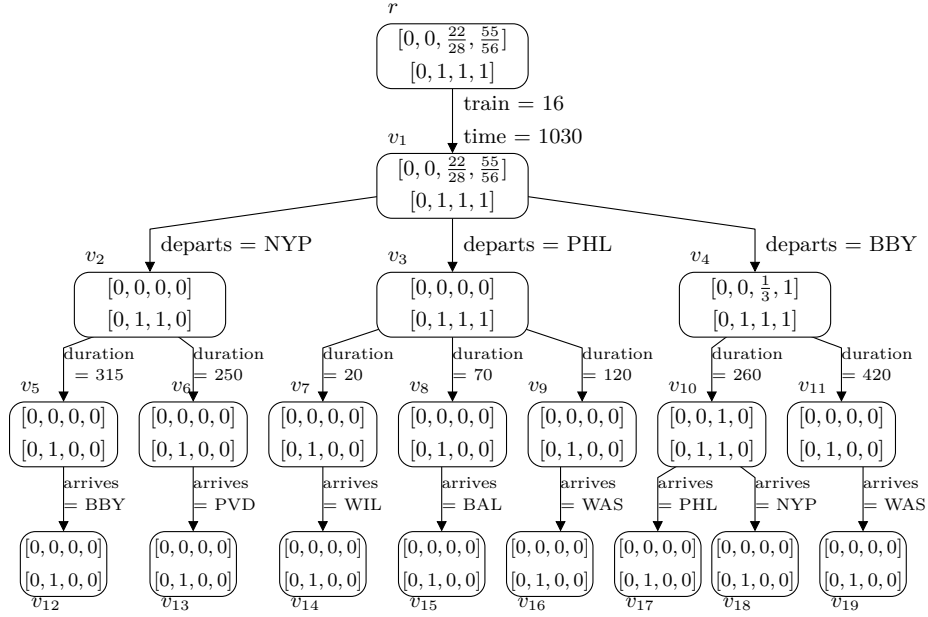 r
[0, 0, 22/28, 55/56]
[0, 1, 1, 1]
train = 16
time = 1030
v1
[0, 0, 22/28, 55/56]
[0, 1, 1, 1]
departs = NYP
departs = PHL
departs = BBY
v2
[0, 0, 0, 0]
[0, 1, 1, 0]
v3
[0, 0, 0, 0]
[0, 1, 1, 1]
v4
[0, 0, 1/3, 1]
[0, 1, 1, 1]
duration
= 315
duration
= 250
duration
= 20
duration
= 70
duration
= 120
duration
= 260
duration
= 420
v5
[0, 0, 0, 0]
[0, 1, 0, 0]
v6
[0, 0, 0, 0]
[0, 1, 0, 0]
v7
[0, 0, 0, 0]
[0, 1, 0, 0]
v8
[0, 0, 0, 0]
[0, 1, 0, 0]
v9
[0, 0, 0, 0]
[0, 1, 0, 0]
v10
[0, 0, 1, 0]
[0, 1, 1, 0]
v11
[0, 0, 0, 0]
[0, 1, 0, 0]
arrives
= BBY
arrives
= PVD
arrives
= WIL
arrives
= BAL
arrives
= WAS
arrives
= PHL
arrives
= NYP
arrives
= WAS
[0, 0, 0, 0]
[0, 1, 0, 0]
v12
[0, 0, 0, 0]
[0, 1, 0, 0]
v13
[0, 0, 0, 0]
[0, 1, 0, 0]
v14
[0, 0, 0, 0]
[0, 1, 0, 0]
v15
[0, 0, 0, 0]
[0, 1, 0, 0]
v16
[0, 0, 0, 0]
[0, 1, 0, 0]
v17
[0, 0, 0, 0]
[0, 1, 0, 0]
v18
[0, 0, 0, 0]
[0, 1, 0, 0]
v19